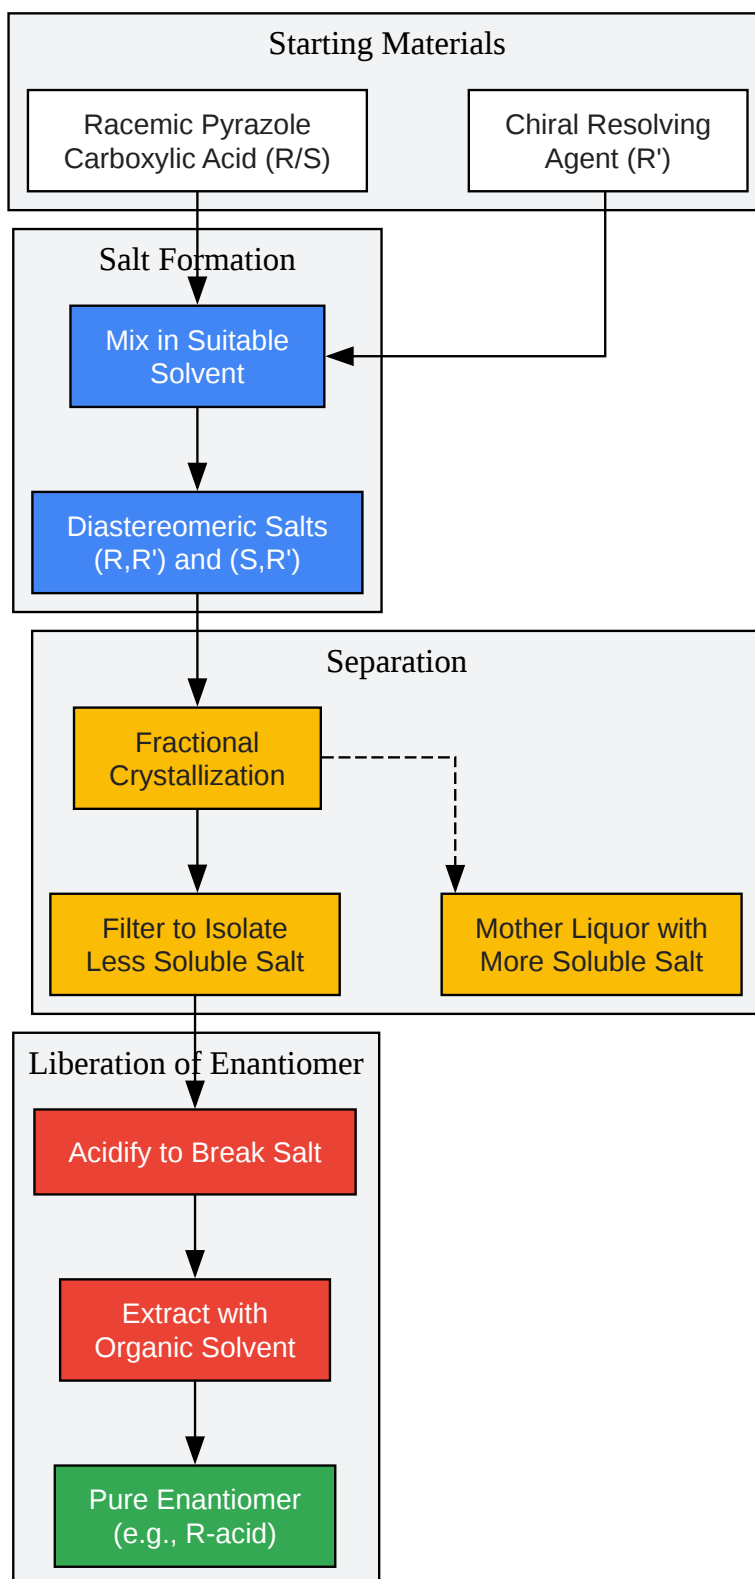 Starting Materials
Racemic Pyrazole
Carboxylic Acid (R/S)
Chiral Resolving
Agent (R')
Salt Formation
Mix in Suitable
Solvent
Diastereomeric Salts
(R,R') and (S,R')
Separation
Fractional
Crystallization
Filter to Isolate
Less Soluble Salt
Mother Liquor with
More Soluble Salt
Liberation of Enantiomer
Acidify to Break Salt
Extract with
Organic Solvent
Pure Enantiomer
(e.g., R-acid)